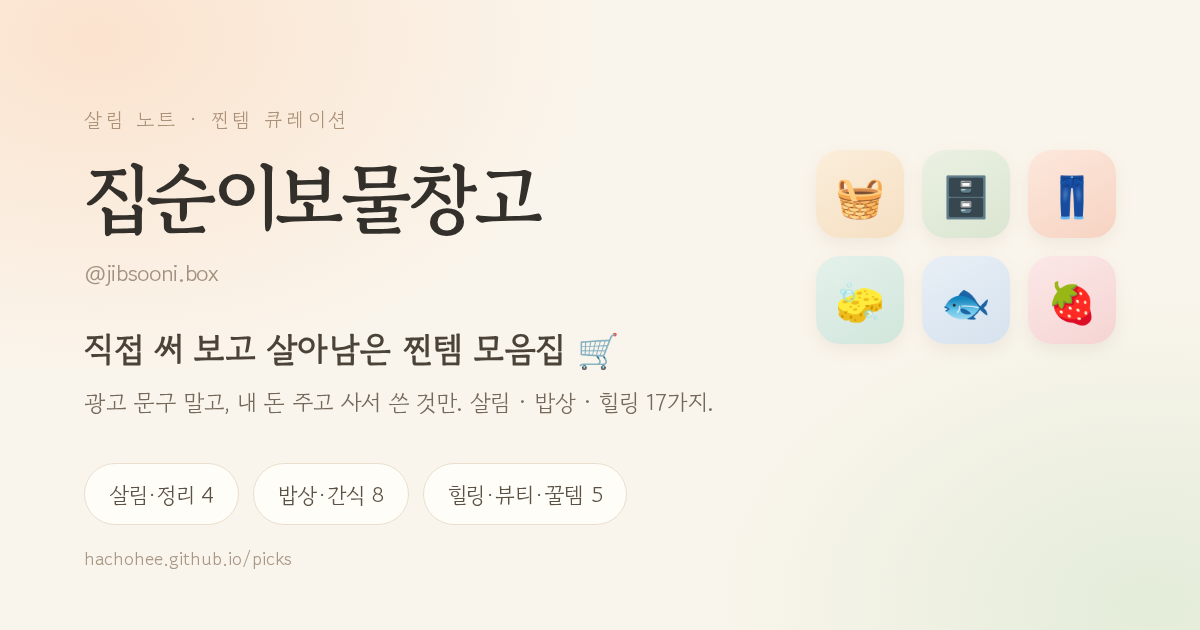 살림 노트 · 찐템 큐레이션
집순이보물창고
@jibsooni.box
직접 써 보고 살아남은 찐템 모음집 🛒
광고 문구 말고, 내 돈 주고 사서 쓴 것만. 살림 · 밥상 · 힐링 17가지.
살림·정리 4
밥상·간식 8
힐링·뷰티·꿀템 5
hachohee.github.io/picks